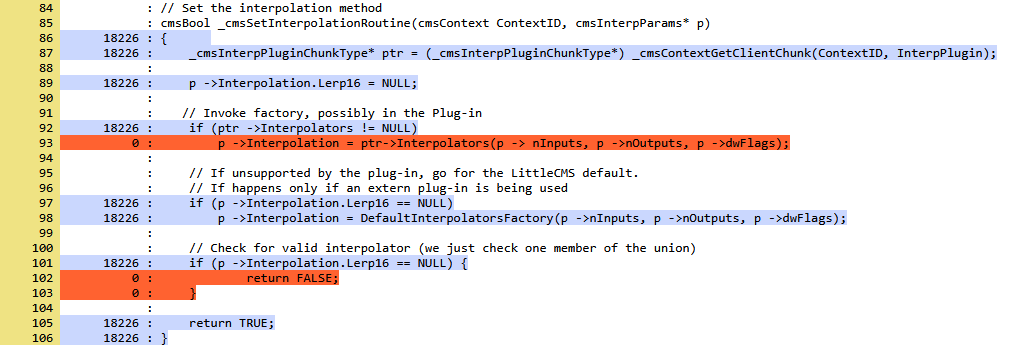 84 : // Set the interpolation method
85 : cmsBool _cmsSetInterpolationRoutine(cmsContext ContextID, cmsInterpParams* p)
86 18226 : {
87 18226 : _cmsInterpPluginChunkType* ptr = (_cmsInterpPluginChunkType*) _cmsContextGetClientChunk(ContextID, InterpPlugin);
88 :
89 18226 : p ->Interpolation.Lerp16 = NULL;
90 :
91 : // Invoke factory, possibly in the Plug-in
92 18226 : if (ptr ->Interpolators != NULL)
93 0 : p ->Interpolation = ptr->Interpolators(p -> nInputs, p ->nOutputs, p ->dwFlags);
94 :
95 : // If unsupported by the plug-in, go for the LittleCMS default.
96 : // If happens only if an extern plug-in is being used
97 18226 : if (p ->Interpolation.Lerp16 == NULL)
98 18226 : p ->Interpolation = DefaultInterpolatorsFactory(p ->nInputs, p ->nOutputs, p ->dwFlags);
99 :
100 : // Check for valid interpolator (we just check one member of the union)
101 18226 : if (p ->Interpolation.Lerp16 == NULL) {
102 0 : return FALSE;
103 0 : }
104 :
105 18226 : return TRUE;
106 18226 : }